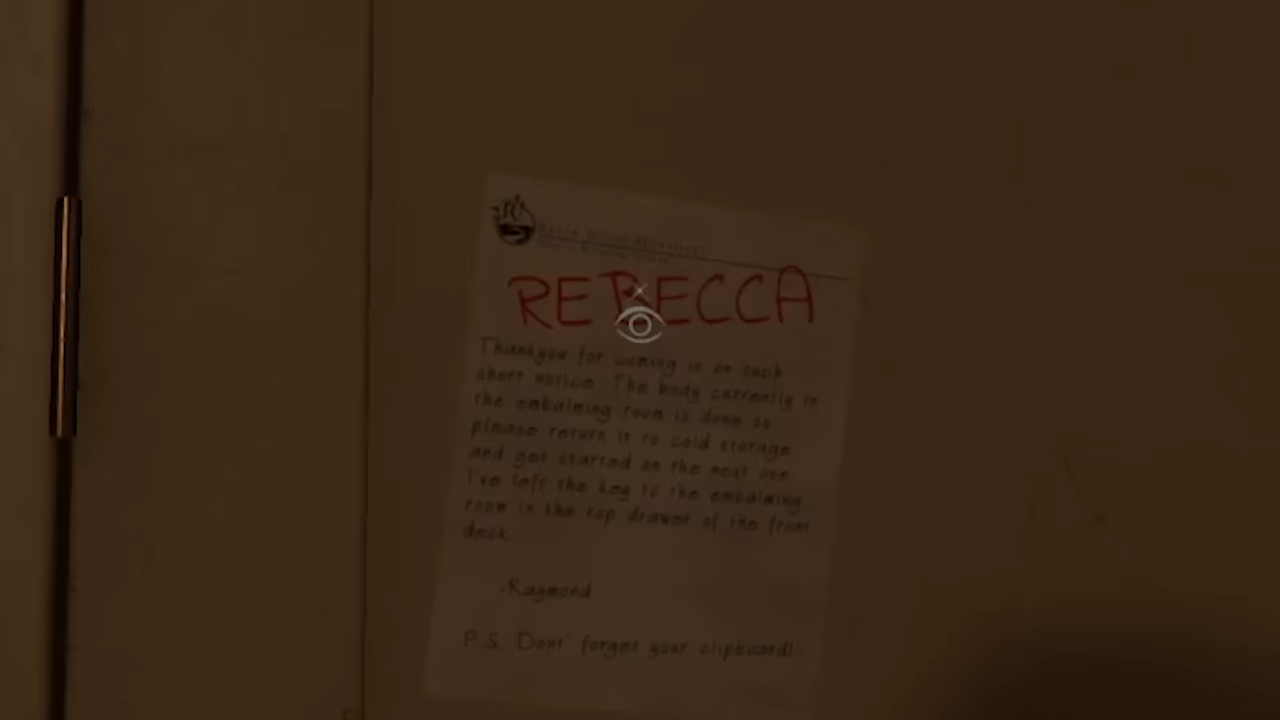 REBECCA
Thankyou for coming in on such
short notice. The body currently in
the embalming room is done so
please return it to cold storage
and get started on the next one.
I've left the key to the embalming
room in the top drawer of the front
desk.
-Raymond
P.S. Dont forget your clipboard!